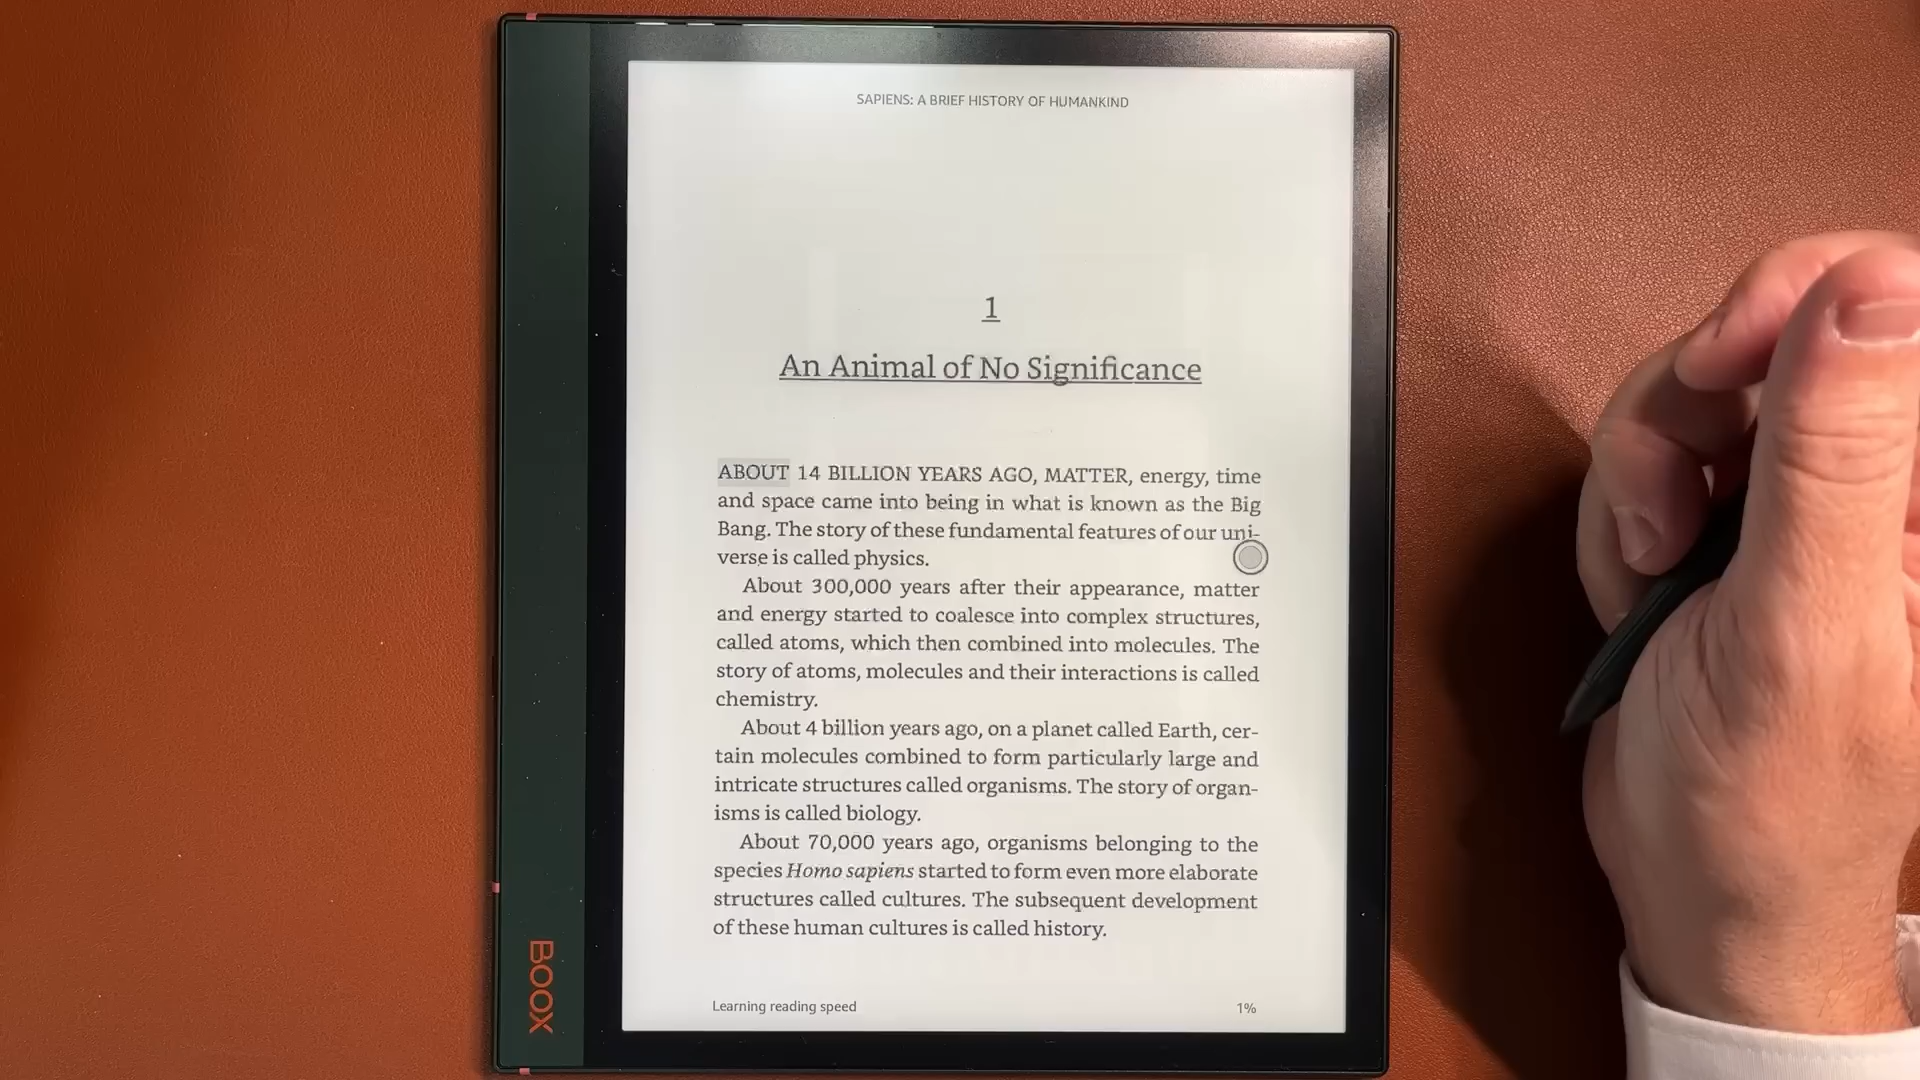 SAPIENS: A BRIEF HISTORY OF HUMANKIND
1
An Animal of No Significance
ABOUT 14 BILLION YEARS AGO, MATTER, energy, time
and space came into being in what is known as the Big
Bang. The story of these fundamental features of our uni-
verse is called physics.
About 300,000 years after their appearance, matter
and energy started to coalesce into complex structures,
called atoms, which then combined into molecules. The
story of atoms, molecules and their interactions is called
chemistry.
About 4 billion years ago, on a planet called Earth, cer-
tain molecules combined to form particularly large and
intricate structures called organisms. The story of organ-
isms is called biology.
About 70,000 years ago, organisms belonging to the
species Homo sapiens started to form even more elaborate
structures called cultures. The subsequent development
of these human cultures is called history.
Learning reading speed
1%
BOOX